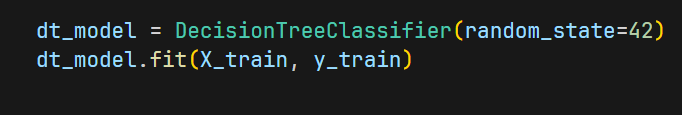 dt_model = DecisionTreeClassifier(random_state=42)
dt_model.fit(X_train, y_train)